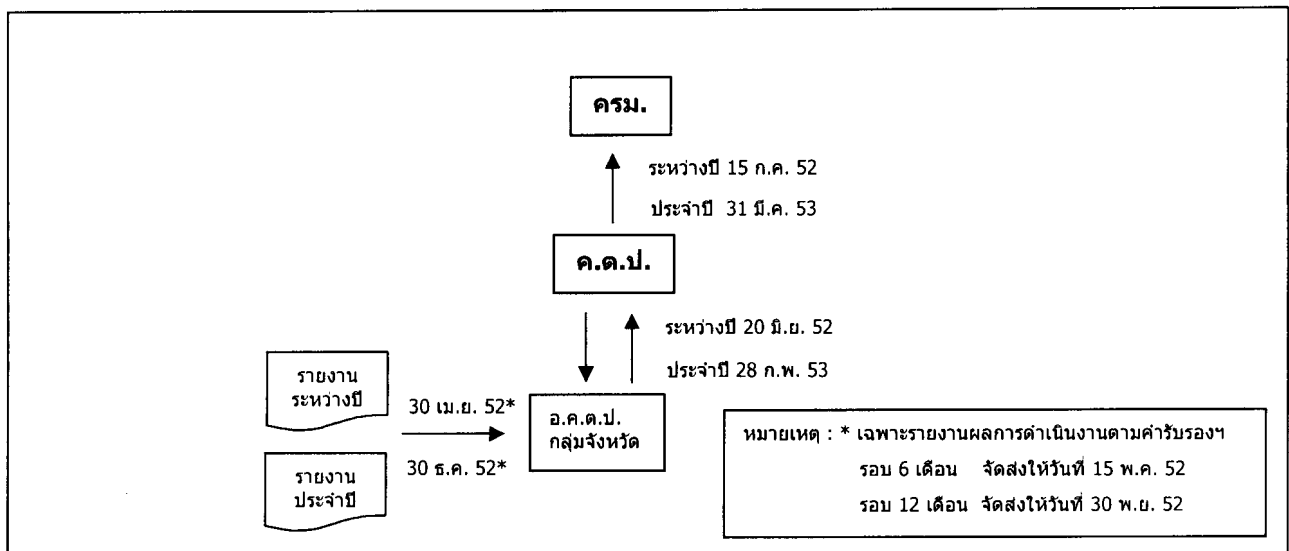 ครม.
ระหว่างปี 15 ก.ค. 52
ประจำปี 31 มี.ค. 53
ค.ต.ป.
ระหว่างปี 20 มิ.ย. 52
ประจำปี 28 ก.พ. 53
รายงาน
ระหว่างปี
30 เม.ย. 52*
30 ธ.ค. 52*
รายงาน
ประจำปี
อ.ค.ต.ป.
กลุ่มจังหวัด
หมายเหตุ : * เฉพาะรายงานผลการดำเนินงานตามคำรับรองฯ
รอบ 6 เดือน จัดส่งให้วันที่ 15 พ.ค. 52
รอบ 12 เดือน จัดส่งให้วันที่ 30 พ.ย. 52